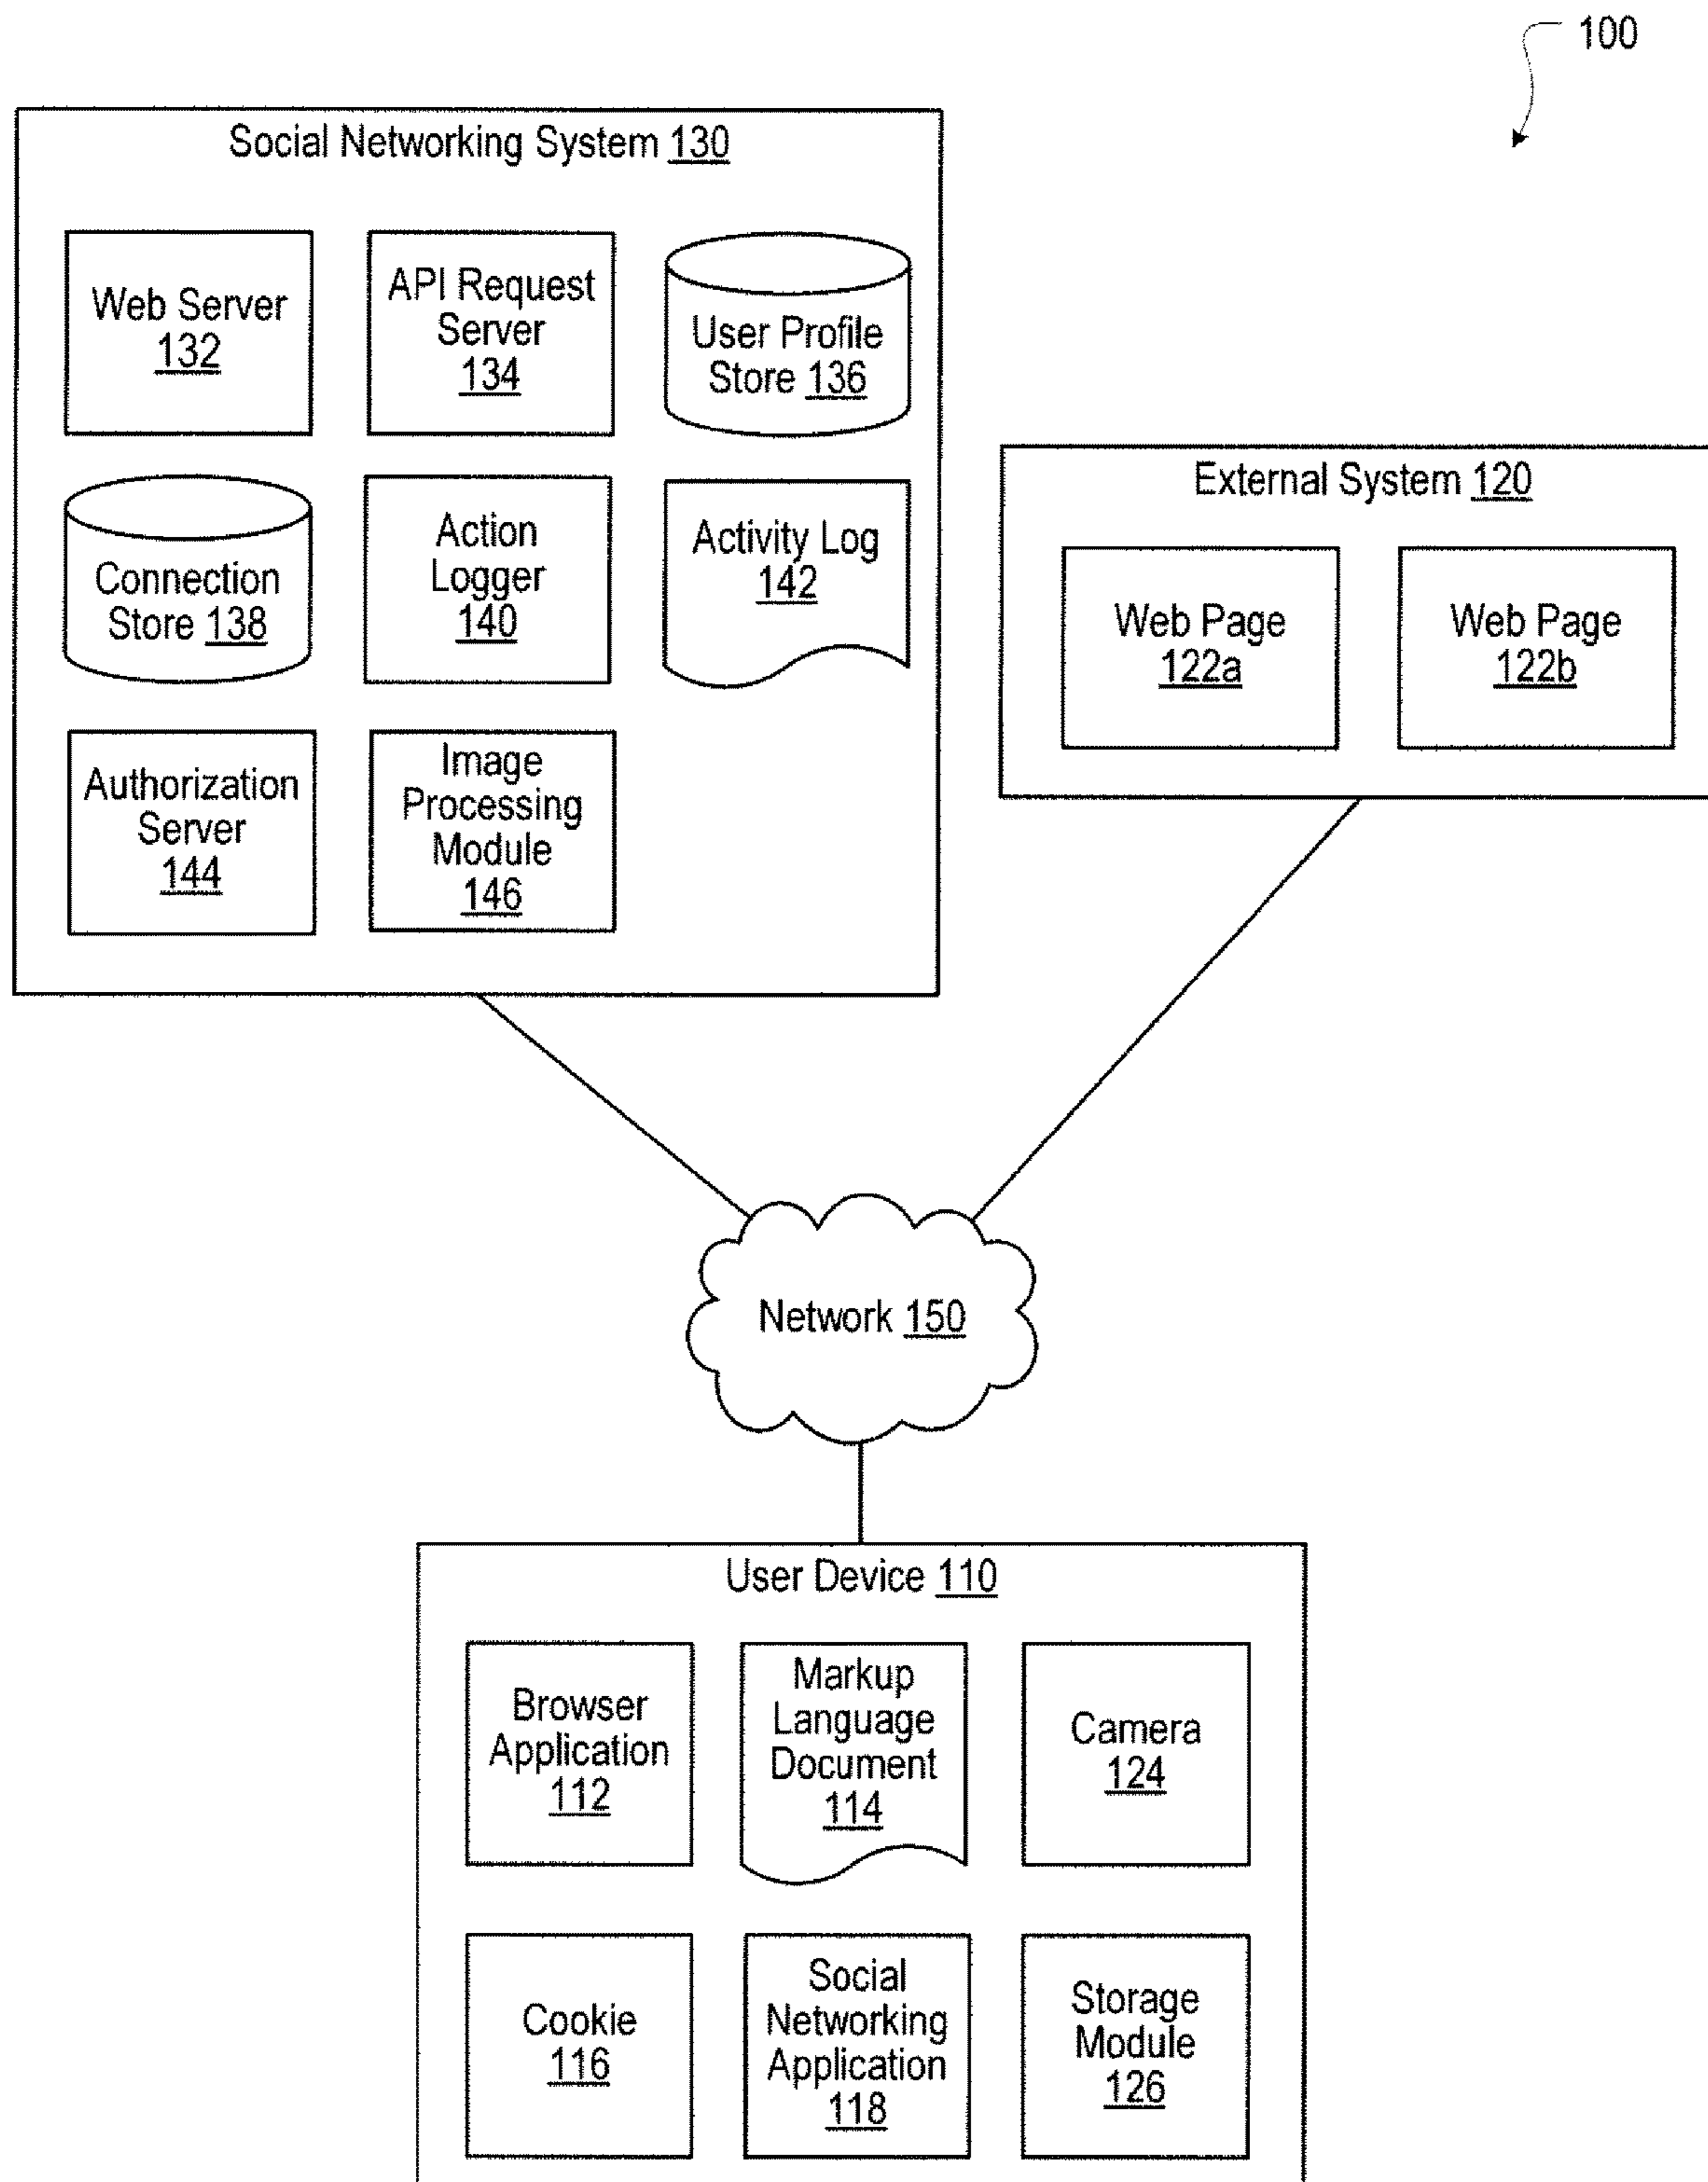 100
Social Networking System 130
Web Server
132
API Request
Server
134
User Profile
Store 136
Connection
Store 138
Action
Logger
140
Activity Log
142
Authorization
Server
144
Image
Processing
Module
146
External System 120
Web Page
122a
Web Page
122b
Network 150
User Device 110
Browser
Application
112
Markup
Language
Document
114
Camera
124
Cookie
116
Social
Networking
Application
118
Storage
Module
126